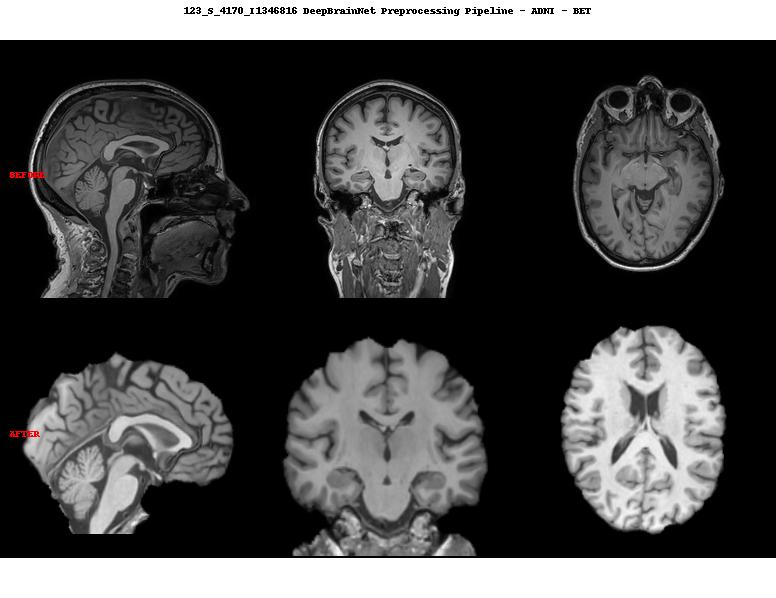 123_S_4170_I1346816 DeepBrainNet Preprocessing Pipeline - ADNI - BET
BEFORE
AFTER